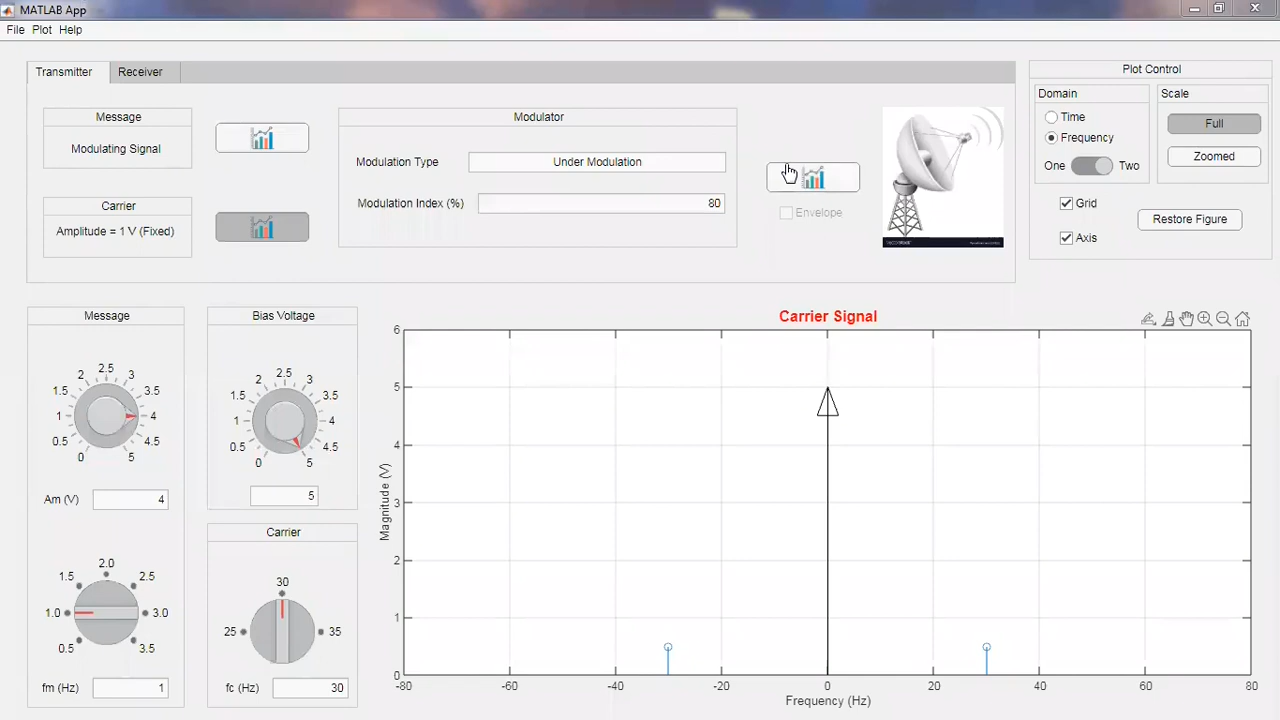 MATLAB App
File Plot Help
Transmitter Receiver
Message
Modulating Signal
Carrier
Amplitude = 1 V (Fixed)
Modulator
Modulation Type Under Modulation
Modulation Index (%) 80
Envelope
Plot Control
Domain
Time
Frequency
One Two
Scale
Full
Zoomed
Grid
Axis
Restore Figure
Message
0 0.5 1 1.5 2 2.5 3 3.5 4 4.5 5
Am (V) 4
0.5 1.0 1.5 2.0 2.5 3.0 3.5
fm (Hz) 1
Bias Voltage
0 0.5 1 1.5 2 2.5 3 3.5 4 4.5 5
5
Carrier
25 30 35
fc (Hz) 30
Carrier Signal
Magnitude (V)
6
5
4
3
2
1
0
-80 -60 -40 -20 0 20 40 60 80
Frequency (Hz)